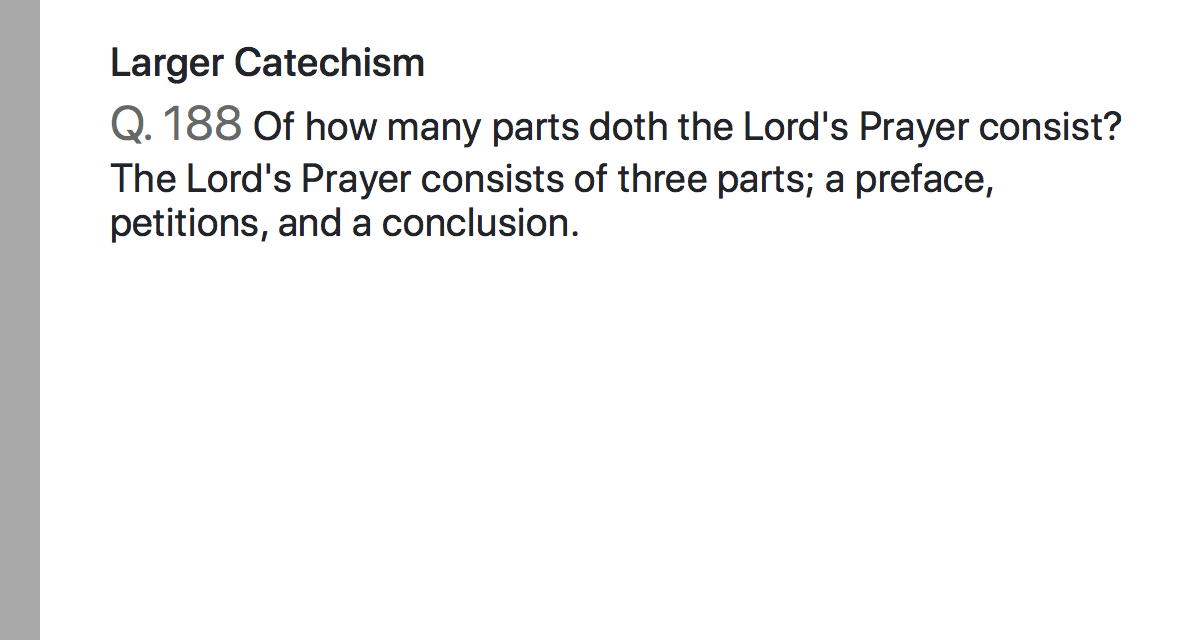 Larger Catechism
Q. 188 Of how many parts doth the Lord's Prayer consist?
The Lord's Prayer consists of three parts; a preface,
petitions, and a conclusion.